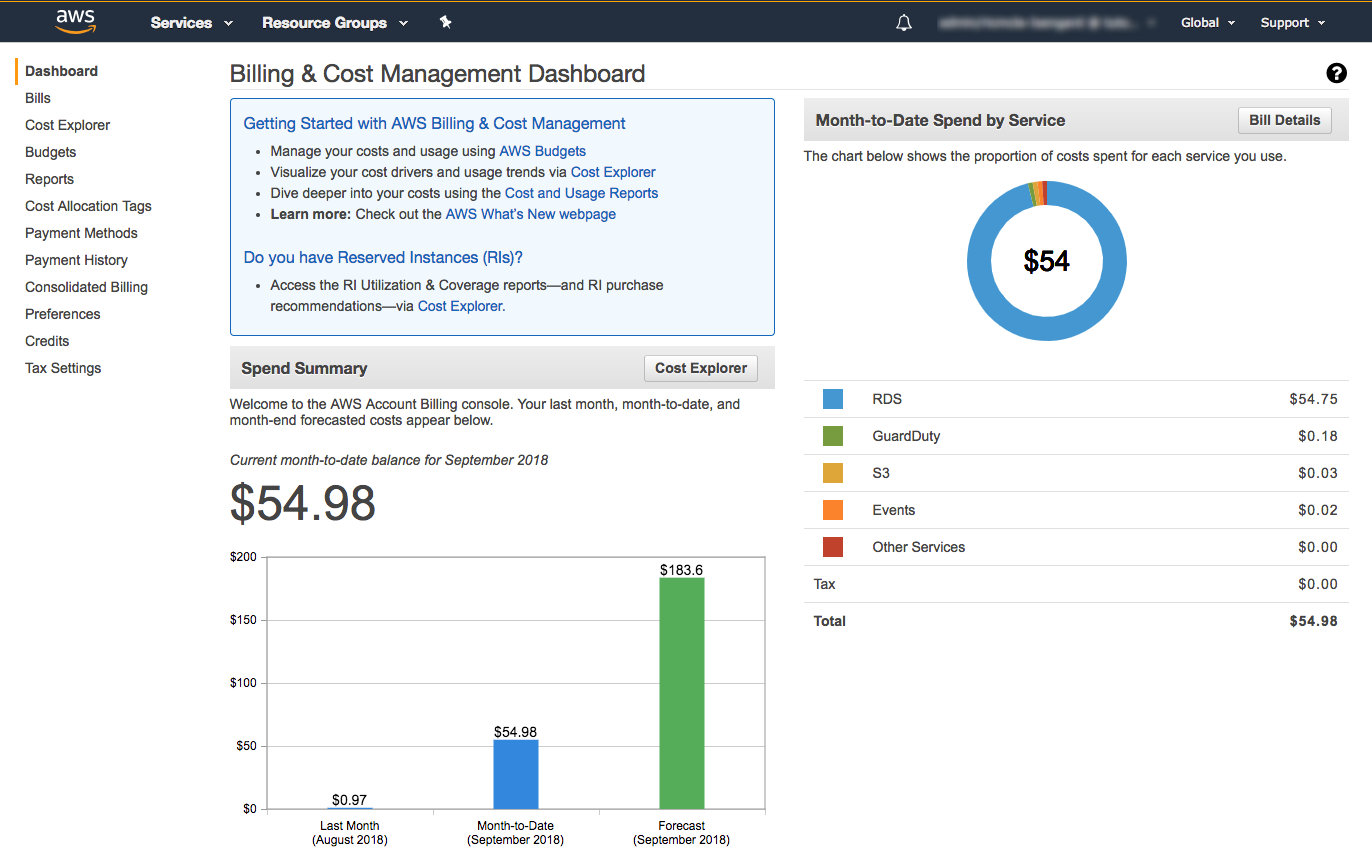 aws
Services
Resource Groups
Global
Support
Dashboard
Bills
Cost Explorer
Budgets
Reports
Cost Allocation Tags
Payment Methods
Payment History
Consolidated Billing
Preferences
Credits
Tax Settings
Billing & Cost Management Dashboard
?
Getting Started with AWS Billing & Cost Management
• Manage your costs and usage using AWS Budgets
• Visualize your cost drivers and usage trends via Cost Explorer
• Dive deeper into your costs using the Cost and Usage Reports
• Learn more: Check out the AWS What's New webpage
Do you have Reserved Instances (RIs)?
• Access the RI Utilization & Coverage reports—and RI purchase
recommendations—via Cost Explorer.
Spend Summary
Cost Explorer
Welcome to the AWS Account Billing console. Your last month, month-to-date, and
month-end forecasted costs appear below.
Current month-to-date balance for September 2018
$54.98
$200
$150
$100
$50
$0
$0.97
$54.98
$183.6
Last Month
(August 2018)
Month-to-Date
(September 2018)
Forecast
(September 2018)
Month-to-Date Spend by Service
Bill Details
The chart below shows the proportion of costs spent for each service you use.
$54
RDS $54.75
GuardDuty $0.18
S3 $0.03
Events $0.02
Other Services $0.00
Tax $0.00
Total $54.98